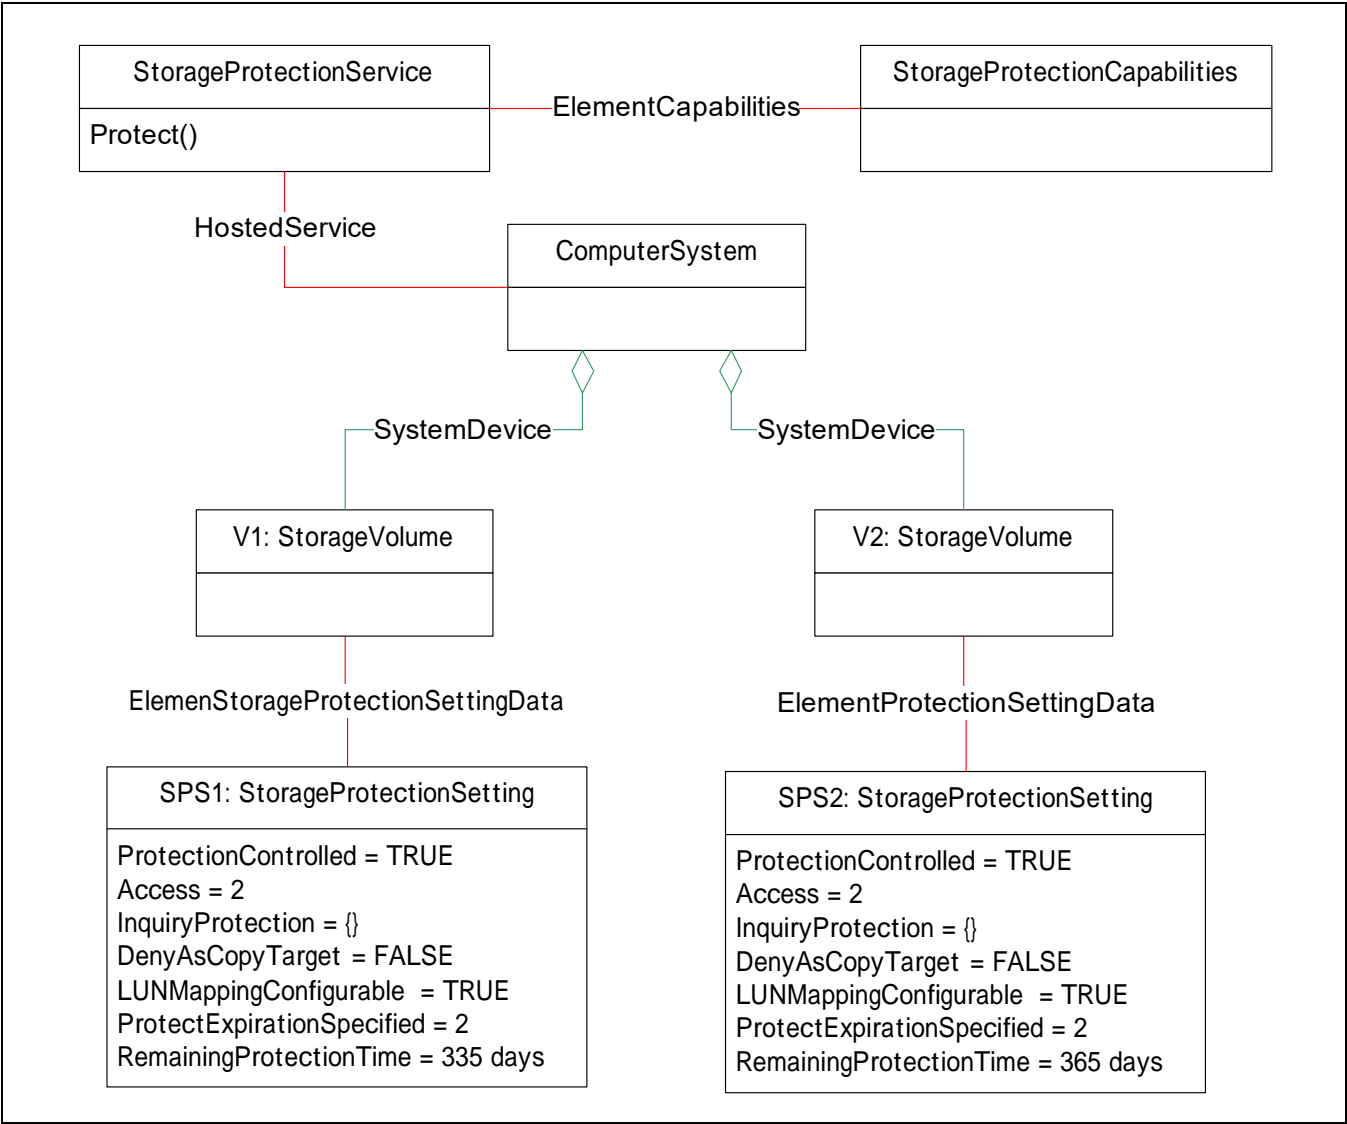 StorageProtectionService
StorageProtectionCapabilities
ElementCapabilities
Protect()
HostedService
ComputerSystem
SystemDevice
SystemDevice
V1: StorageVolume
V2: StorageVolume
ElemenStorageProtectionSettingData
ElementProtectionSettingData
SPS1: StorageProtectionSetting
ProtectionControlled = TRUE
Access = 2
InquiryProtection = {}
DenyAsCopyTarget = FALSE
LUNMappingConfigurable = TRUE
ProtectExpirationSpecified = 2
RemainingProtectionTime = 335 days
SPS2: StorageProtectionSetting
ProtectionControlled = TRUE
Access = 2
InquiryProtection = {}
DenyAsCopyTarget = FALSE
LUNMappingConfigurable = TRUE
ProtectExpirationSpecified = 2
RemainingProtectionTime = 365 days